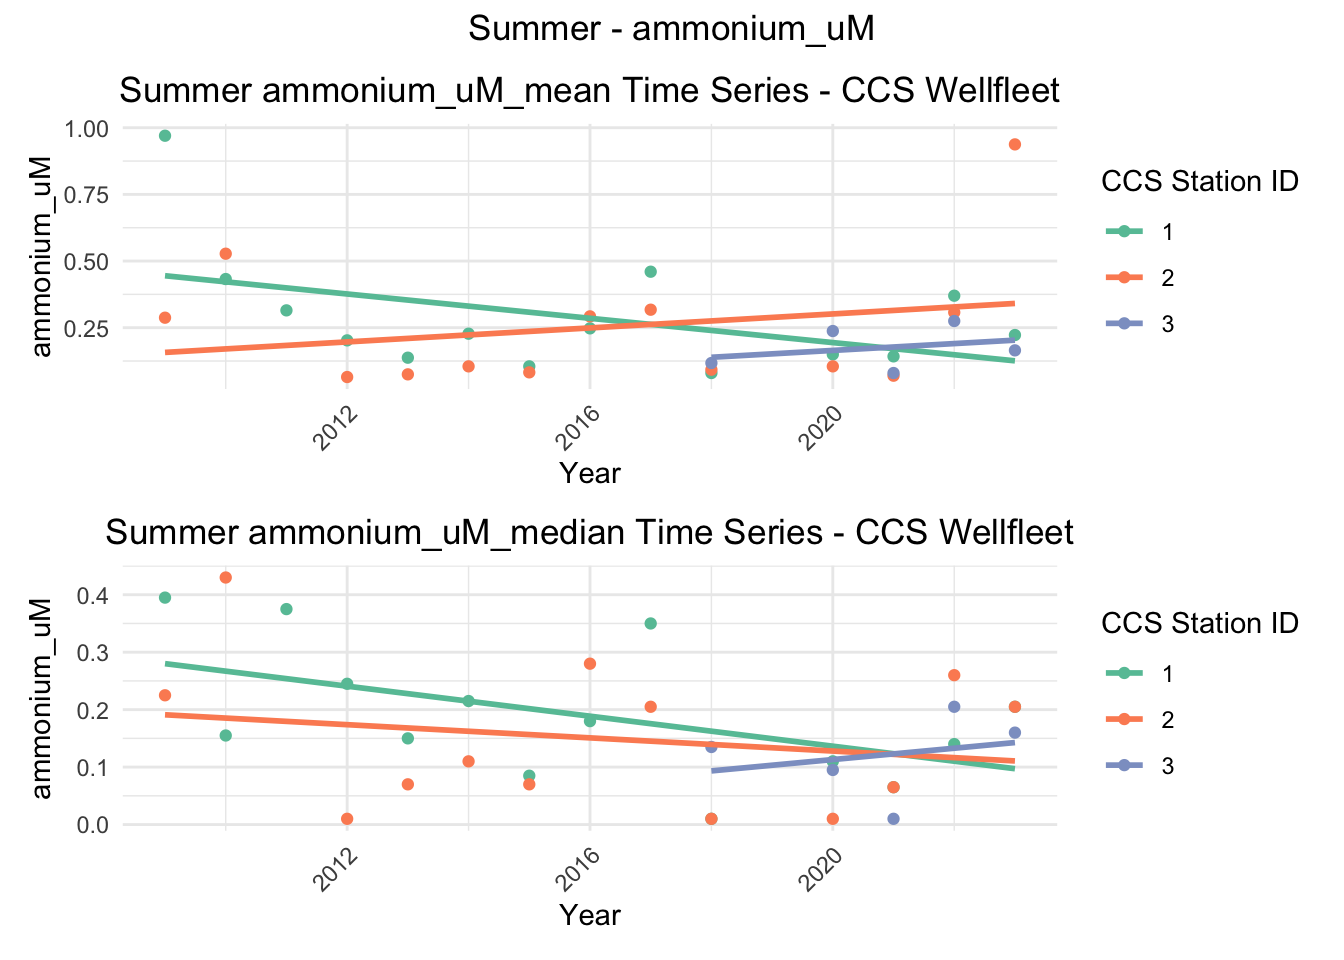 Summer - ammonium_uM
Summer ammonium_uM_mean Time Series - CCS Wellfleet
ammonium_uM
1.00
0.75
0.50
0.25
2012
2016
2020
Year
CCS Station ID
1
2
3
Summer ammonium_uM_median Time Series - CCS Wellfleet
ammonium_uM
0.4
0.3
0.2
0.1
0.0
2012
2016
2020
Year
CCS Station ID
1
2
3